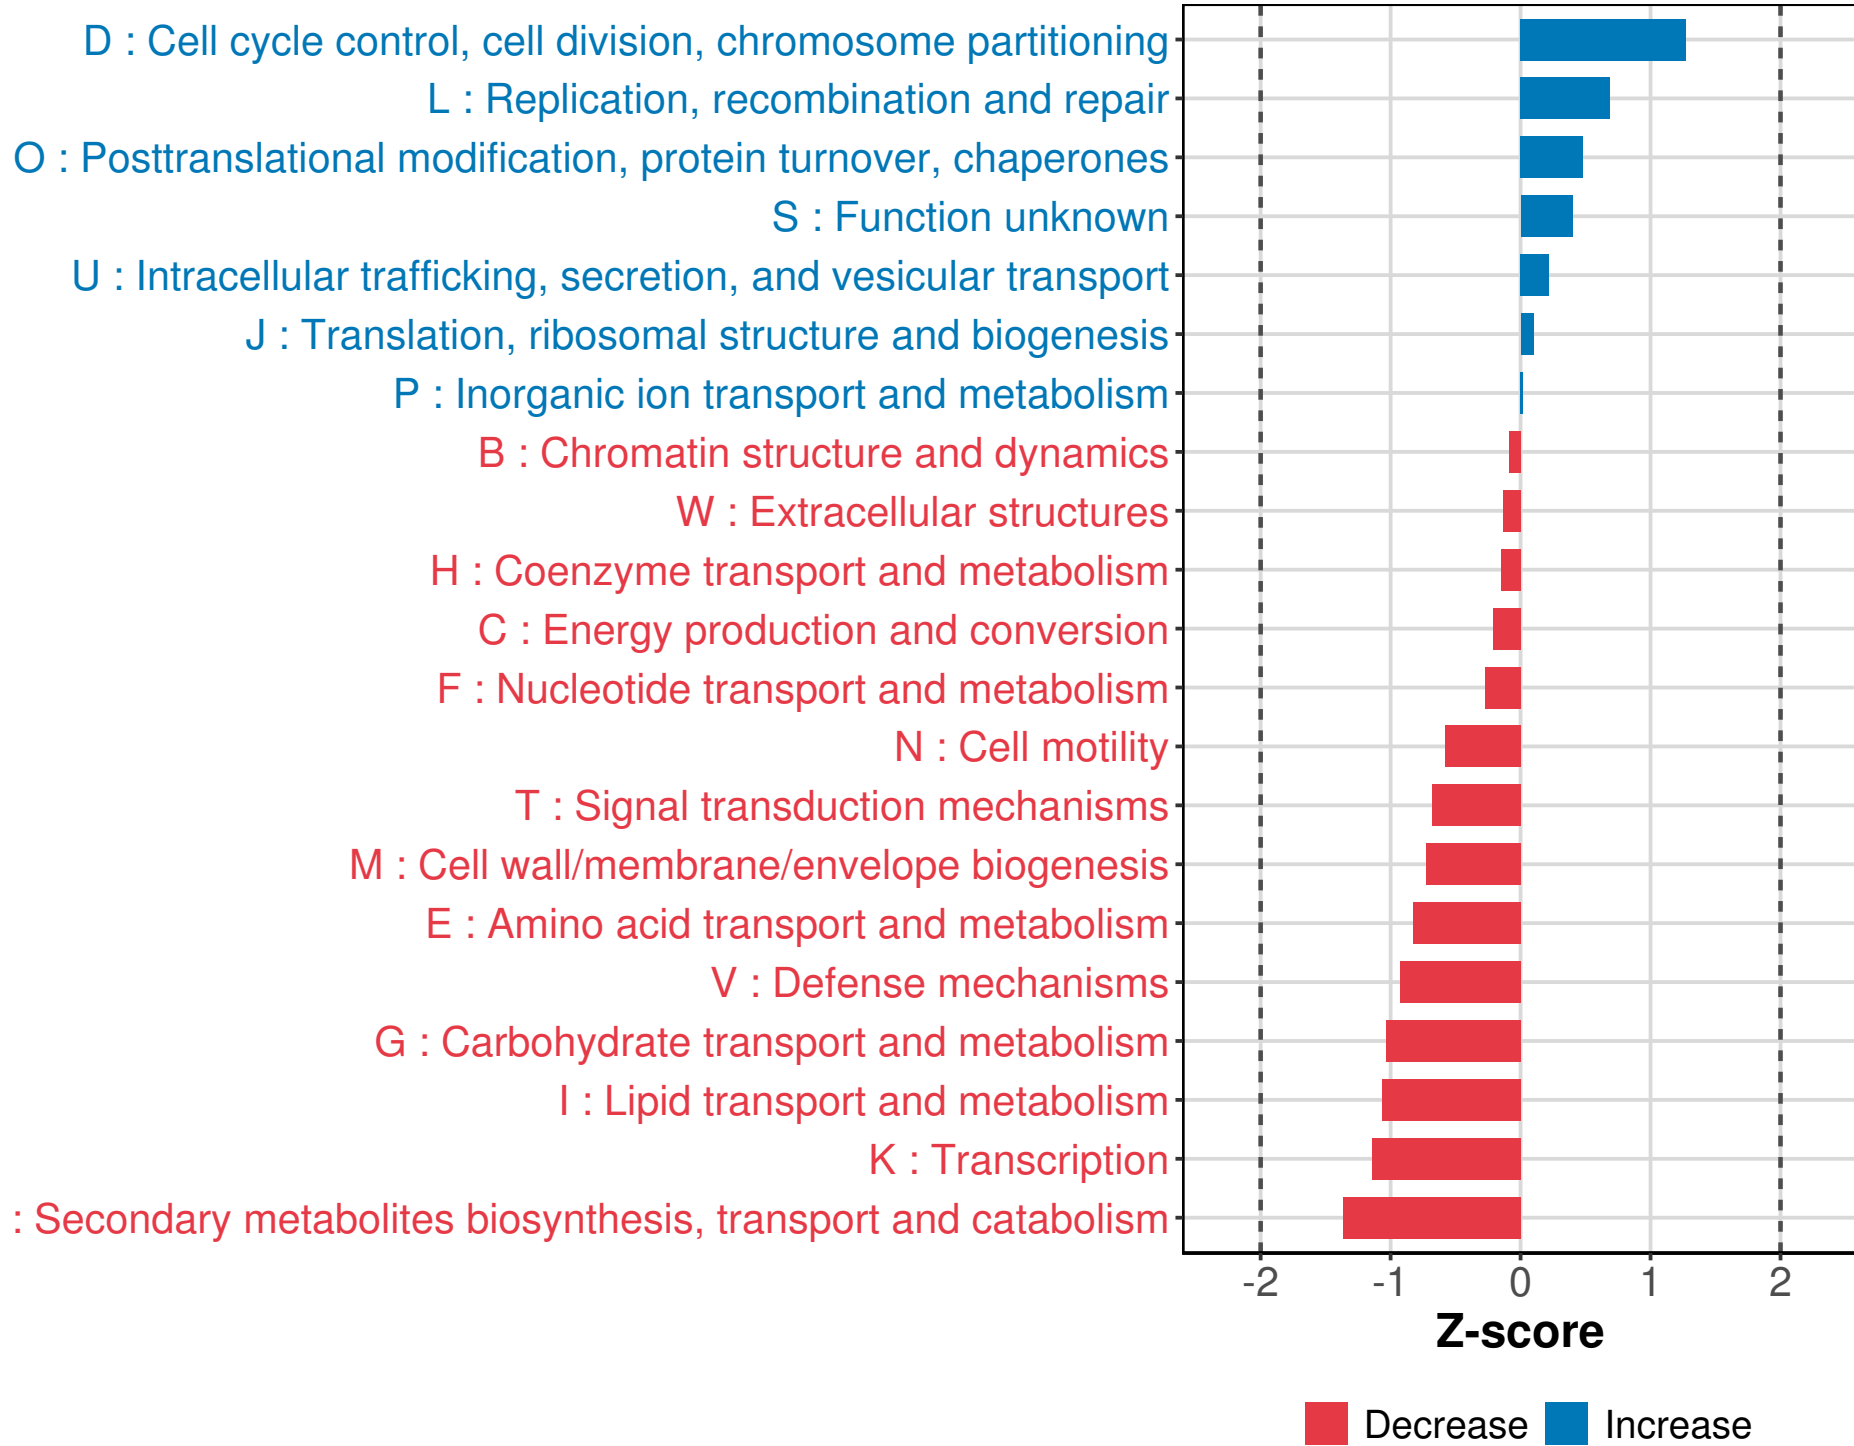 D : Cell cycle control, cell division, chromosome partitioning
L : Replication, recombination and repair
O : Posttranslational modification, protein turnover, chaperones
S : Function unknown
U : Intracellular trafficking, secretion, and vesicular transport
J : Translation, ribosomal structure and biogenesis
P : Inorganic ion transport and metabolism
B : Chromatin structure and dynamics
W : Extracellular structures
H : Coenzyme transport and metabolism
C : Energy production and conversion
F : Nucleotide transport and metabolism
N : Cell motility
T : Signal transduction mechanisms
M : Cell wall/membrane/envelope biogenesis
E : Amino acid transport and metabolism
V : Defense mechanisms
G : Carbohydrate transport and metabolism
I : Lipid transport and metabolism
K : Transcription
: Secondary metabolites biosynthesis, transport and catabolism
-2 -1 0 1 2
Z-score
Decrease Increase